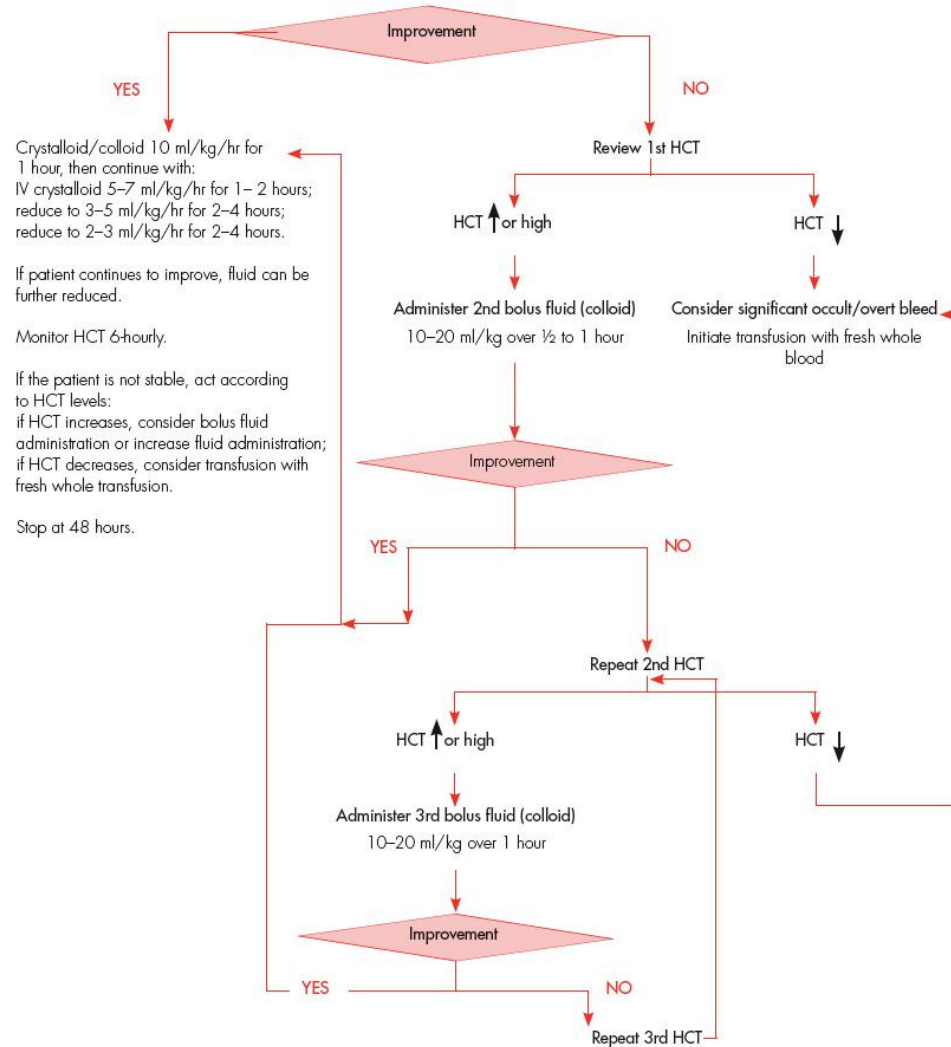 Improvement
YES
NO
Crystalloid/colloid 10 ml/kg/hr for
1 hour, then continue with:
IV crystalloid 5–7 ml/kg/hr for 1– 2 hours;
reduce to 3–5 ml/kg/hr for 2–4 hours;
reduce to 2–3 ml/kg/hr for 2–4 hours.
If patient continues to improve, fluid can be
further reduced.
Monitor HCT 6-hourly.
If the patient is not stable, act according
to HCT levels:
if HCT increases, consider bolus fluid
administration or increase fluid administration;
if HCT decreases, consider transfusion with
fresh whole transfusion.
Stop at 48 hours.
Review 1st HCT
HCT ↑ or high
HCT ↓
Administer 2nd bolus fluid (colloid)
10–20 ml/kg over ½ to 1 hour
Consider significant occult/overt bleed
Initiate transfusion with fresh whole
blood
Improvement
YES
NO
Repeat 2nd HCT
HCT ↑ or high
HCT ↓
Administer 3rd bolus fluid (colloid)
10–20 ml/kg over 1 hour
Improvement
YES
NO
Repeat 3rd HCT